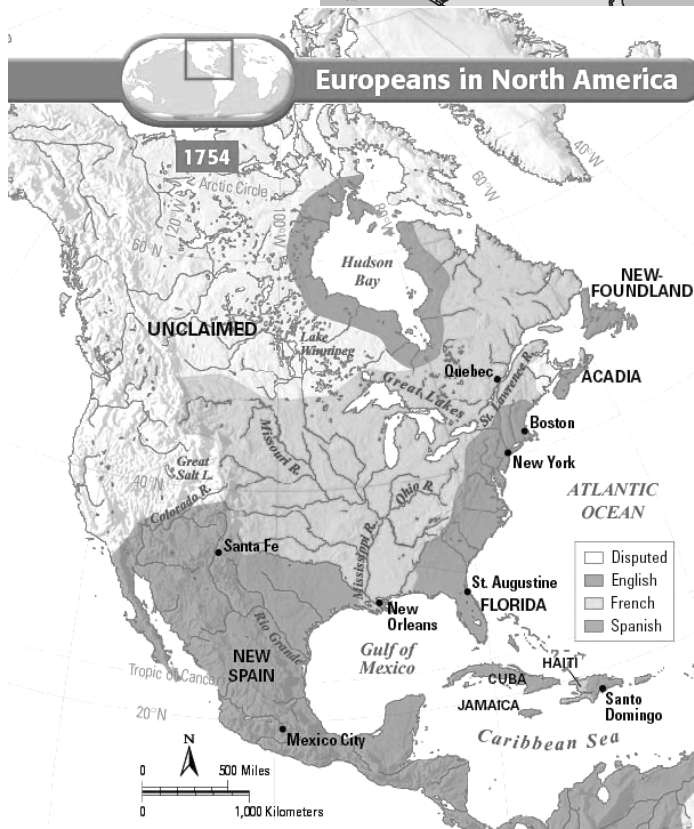 Europeans in North America
1754
40°W
60°W
Arctic Circle
120°W
100°W
80°W
60°N
Hudson
Bay
NEW-
FOUNDLAND
UNCLAIMED
Lake
Winnipeg
Quebec
Great Lakes
St. Lawrence R.
ACADIA
Boston
New York
Missouri R.
Great
Salt L.
40°N
Colorado R.
Ohio R.
ATLANTIC
OCEAN
Santa Fe
Mississippi R.
Disputed
English
French
Spanish
St. Augustine
FLORIDA
New
Orleans
Rio Grande
Gulf of
Mexico
NEW
SPAIN
Tropic of Cancer
HAITI
CUBA
JAMAICA
Santo
Domingo
20°N
Mexico City
Caribbean Sea
N
0 500 Miles
0 1,000 Kilometers